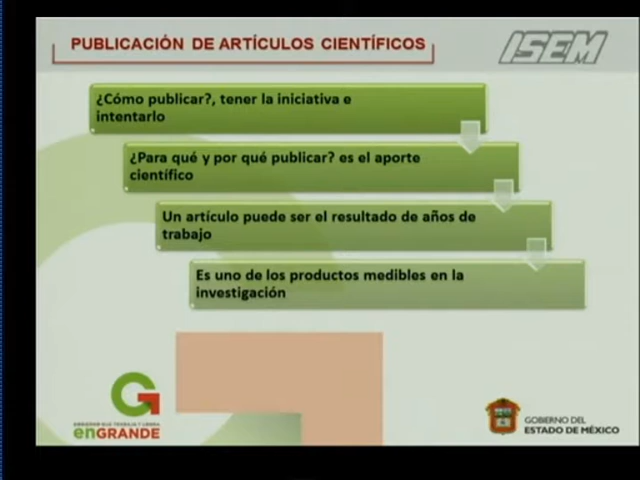 PUBLICACIÓN DE ARTÍCULOS CIENTÍFICOS
ISEM
¿Cómo publicar?, tener la iniciativa e
intentarlo
¿Para qué y por qué publicar? es el aporte
científico
Un artículo puede ser el resultado de años de
trabajo
Es uno de los productos medibles en la
investigación
enGRANDE
GOBIERNO DEL
ESTADO DE MÉXICO